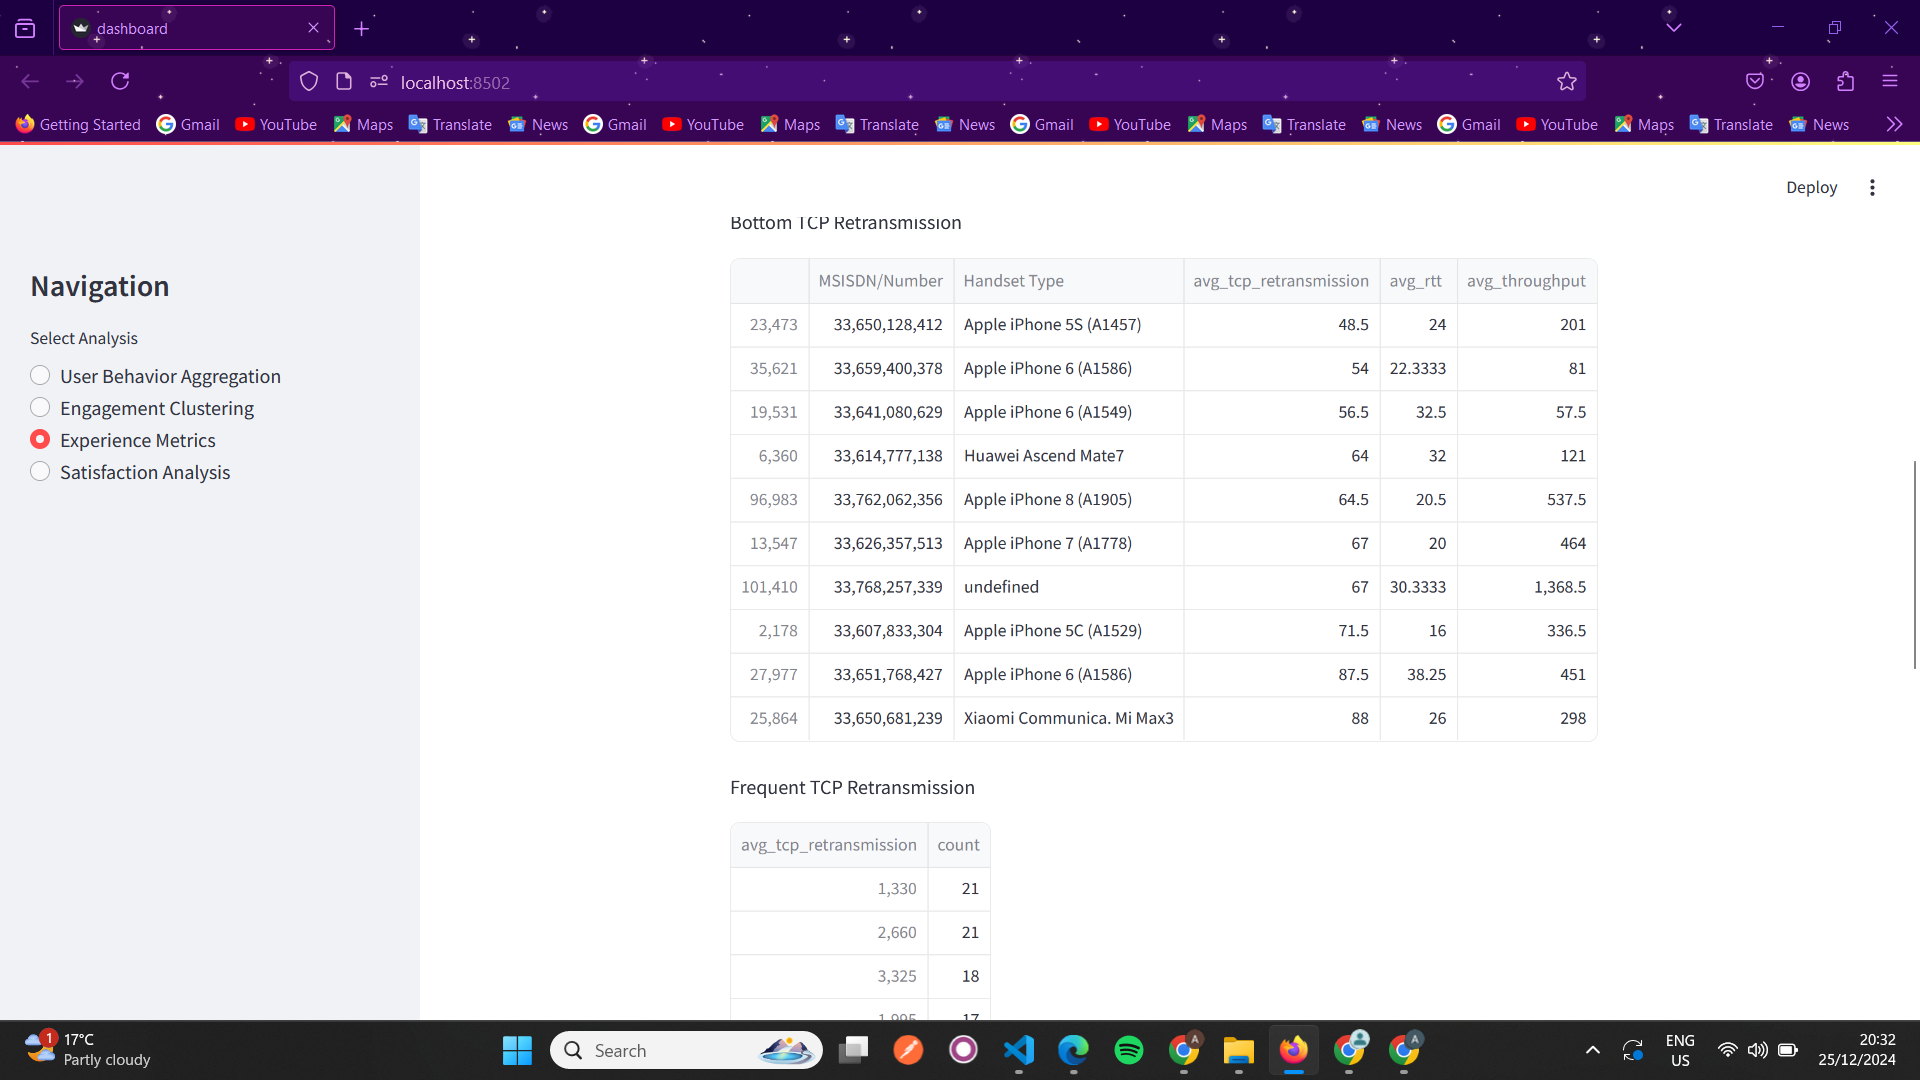 dashboard
localhost:8502
Getting Started Gmail YouTube Maps Translate News Gmail YouTube Maps Translate News Gmail YouTube Maps Translate News Gmail YouTube Maps Translate News
Deploy
Navigation
Select Analysis
User Behavior Aggregation
Engagement Clustering
Experience Metrics
Satisfaction Analysis
Bottom TCP Retransmission
MSISDN/Number Handset Type avg_tcp_retransmission avg_rtt avg_throughput
23,473 33,650,128,412 Apple iPhone 5S (A1457) 48.5 24 201
35,621 33,659,400,378 Apple iPhone 6 (A1586) 54 22.3333 81
19,531 33,641,080,629 Apple iPhone 6 (A1549) 56.5 32.5 57.5
6,360 33,614,777,138 Huawei Ascend Mate7 64 32 121
96,983 33,762,062,356 Apple iPhone 8 (A1905) 64.5 20.5 537.5
13,547 33,626,357,513 Apple iPhone 7 (A1778) 67 20 464
101,410 33,768,257,339 undefined 67 30.3333 1,368.5
2,178 33,607,833,304 Apple iPhone 5C (A1529) 71.5 16 336.5
27,977 33,651,768,427 Apple iPhone 6 (A1586) 87.5 38.25 451
25,864 33,650,681,239 Xiaomi Communica. Mi Max3 88 26 298
Frequent TCP Retransmission
avg_tcp_retransmission count
1,330 21
2,660 21
3,325 18
1,995 17
1 17°C
Partly cloudy
Search
A
A
ENG
US
20:32
25/12/2024